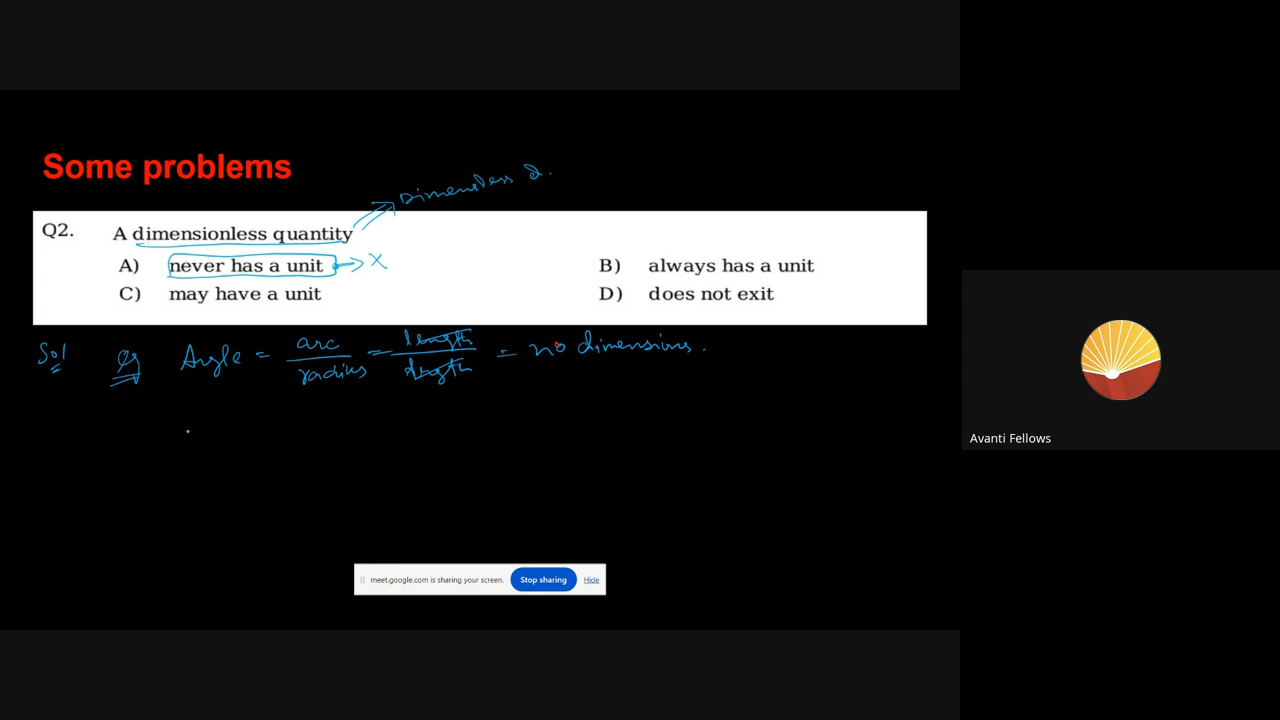 Some problems
Dimensless Q.
Q2. A dimensionless quantity
A) never has a unit → X B) always has a unit
C) may have a unit D) does not exit
Sol eg Angle = arc / radius = length / length = no dimensions.
Avanti Fellows
meet.google.com is sharing your screen. Stop sharing Hide